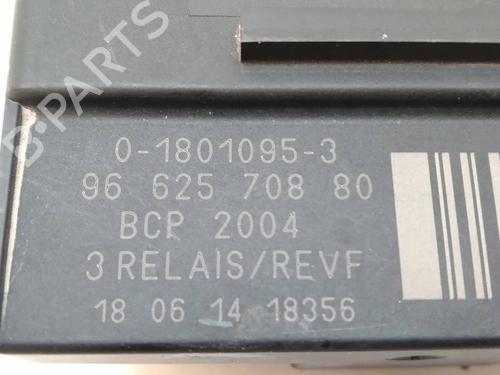 B-PARTS
0-1801095-3
96 625 708 80
BCP 2004
3 RELAIS/REVF
18 06 14 18356